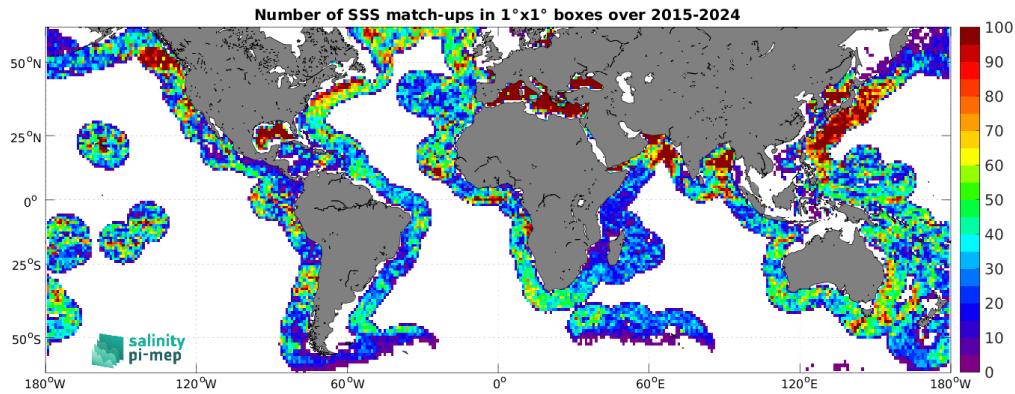 Number of SSS match-ups in 1°x1° boxes over 2015-2024
100
90
80
70
60
50
40
30
20
10
0
50°N
25°N
0°
25°S
50°S
salinity
pi-mep
180°W
120°W
60°W
0°
60°E
120°E
180°W